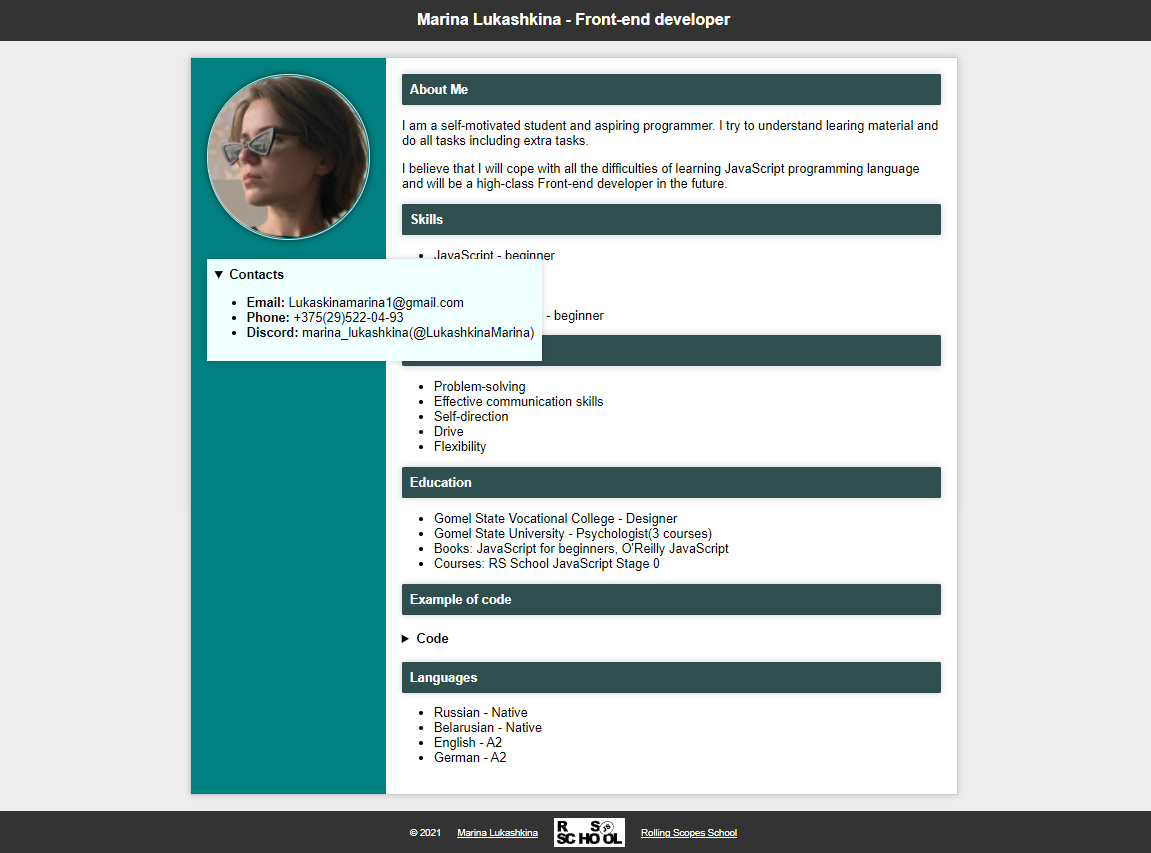 Marina Lukashkina - Front-end developer
About Me
I am a self-motivated student and aspiring programmer. I try to understand learing material and
do all tasks including extra tasks.
I believe that I will cope with all the difficulties of learning JavaScript programming language
and will be a high-class Front-end developer in the future.
Skills
JavaScript - beginner
- beginner
Contacts
Email: Lukaskinamarina1@gmail.com
Phone: +375(29)522-04-93
Discord: marina_lukashkina(@LukashkinaMarina)
Problem-solving
Effective communication skills
Self-direction
Drive
Flexibility
Education
Gomel State Vocational College - Designer
Gomel State University - Psychologist(3 courses)
Books: JavaScript for beginners, O'Reilly JavaScript
Courses: RS School JavaScript Stage 0
Example of code
Code
Languages
Russian - Native
Belarusian - Native
English - A2
German - A2
© 2021 Marina Lukashkina RS SCHOOL JS Rolling Scopes School